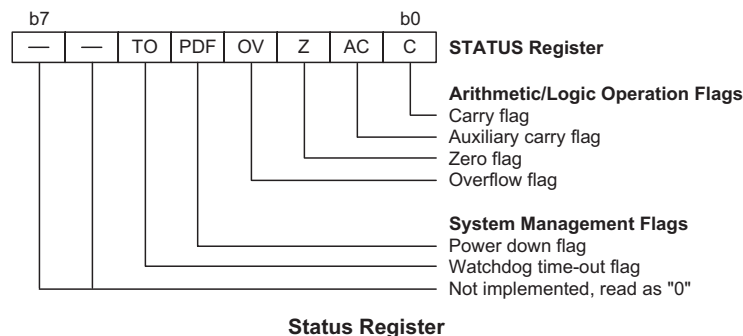 b7 b0
— — TO PDF OV Z AC C STATUS Register
Arithmetic/Logic Operation Flags
Carry flag
Auxiliary carry flag
Zero flag
Overflow flag
System Management Flags
Power down flag
Watchdog time-out flag
Not implemented, read as "0"
Status Register